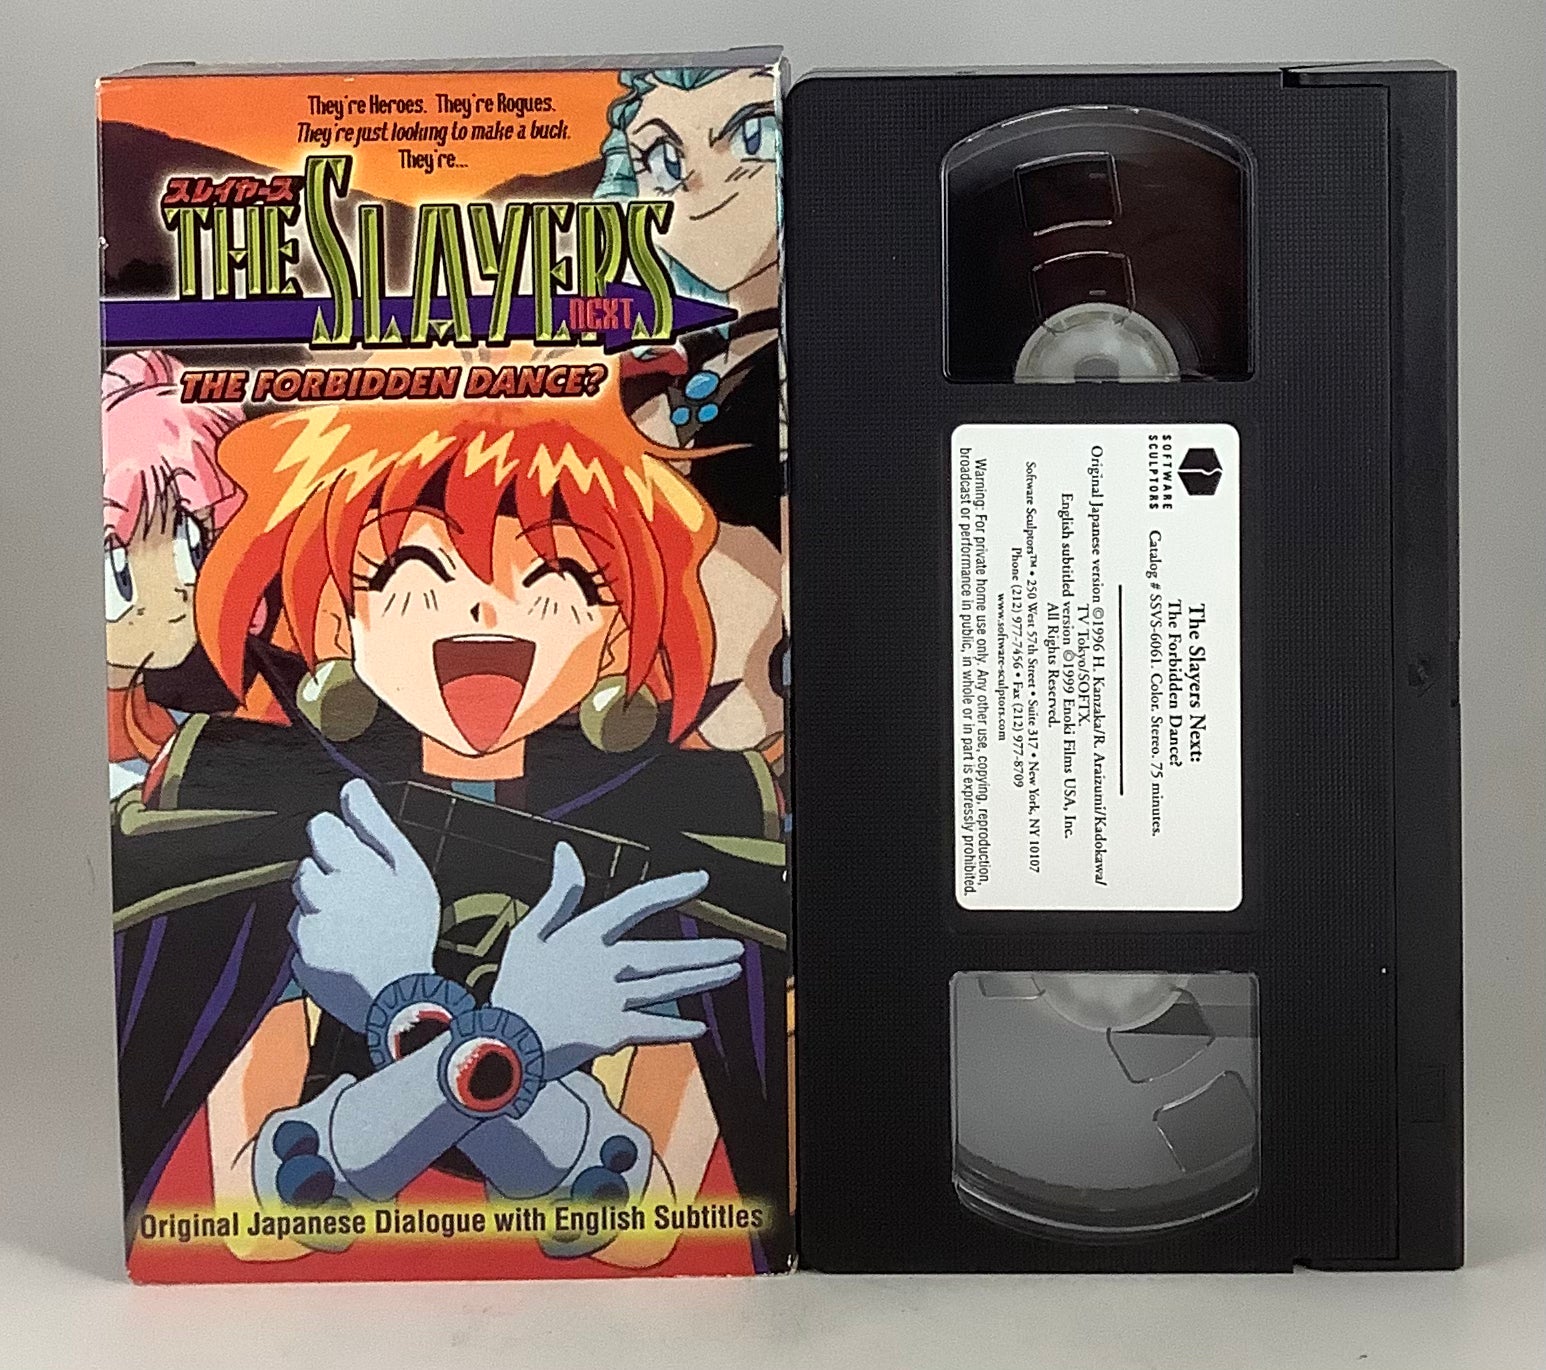 They're Heroes. They're Rogues.
They're just looking to make a buck.
They're...
スレイヤーズ
THE SLAYERS
NEXT
THE FORBIDDEN DANCE?
Original Japanese Dialogue with English Subtitles
SOFTWARE
SCULPTORS
The Slayers Next:
The Forbidden Dance?
Catalog # SSVS-6061. Color. Stereo. 75 minutes.
Original Japanese version ©1996 H. Kanzaka/R. Araizumi/Kadokawa/
TV Tokyo/SOFTX.
English subtitled version ©1999 Enoki Films USA, Inc.
All Rights Reserved.
Software Sculptors™ • 250 West 57th Street • Suite 317 • New York, NY 10107
Phone (212) 977-7456 • Fax (212) 977-8709
www.software-sculptors.com
Warning: For private home use only. Any other use, copying, reproduction,
broadcast or performance in public, in whole or in part is expressly prohibited.